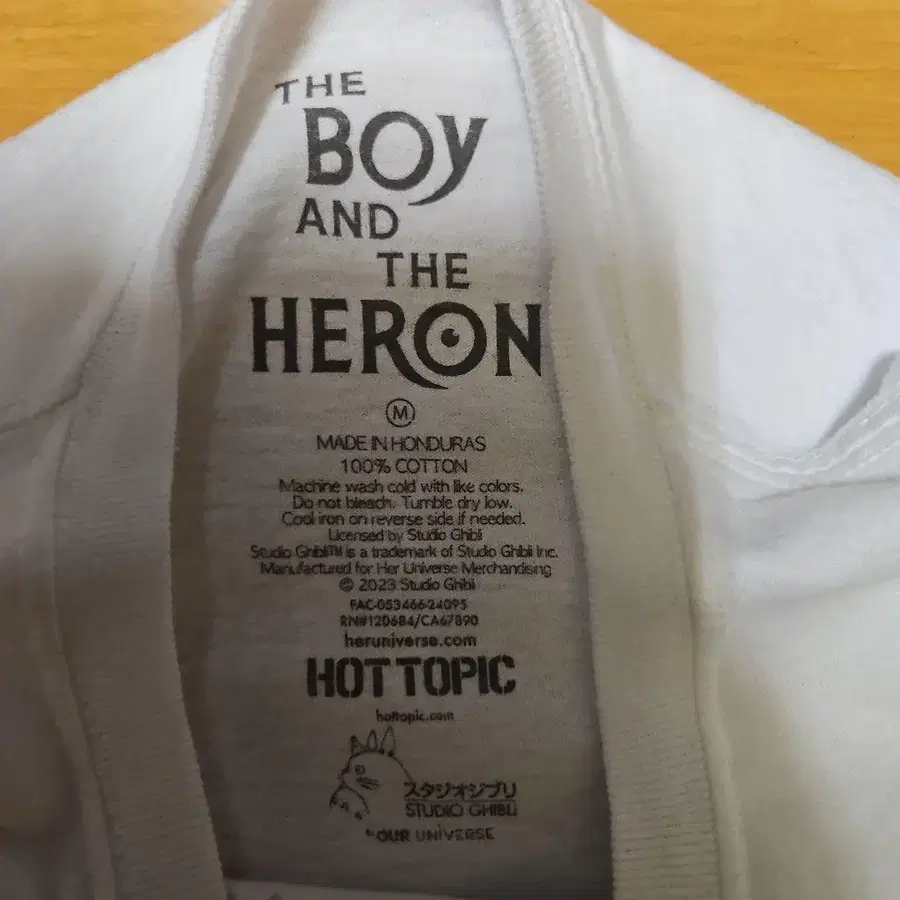 THE
BOY
AND
THE
HERON
M
MADE IN HONDURAS
100% COTTON
Machine wash cold with like colors.
Do not bleach. Tumble dry low.
Cool iron on reverse side if needed.
Licensed by Studio Ghibli
Studio Ghibli™ is a trademark of Studio Ghibli Inc.
Manufactured for Her Universe Merchandising
© 2023 Studio Ghibli
FAC-053466-24095
RN#120684/CA67890
heruniverse.com
HOT TOPIC
hottopic.com
スタジオジブリ
STUDIO GHIBLI
OUR UNIVERSE